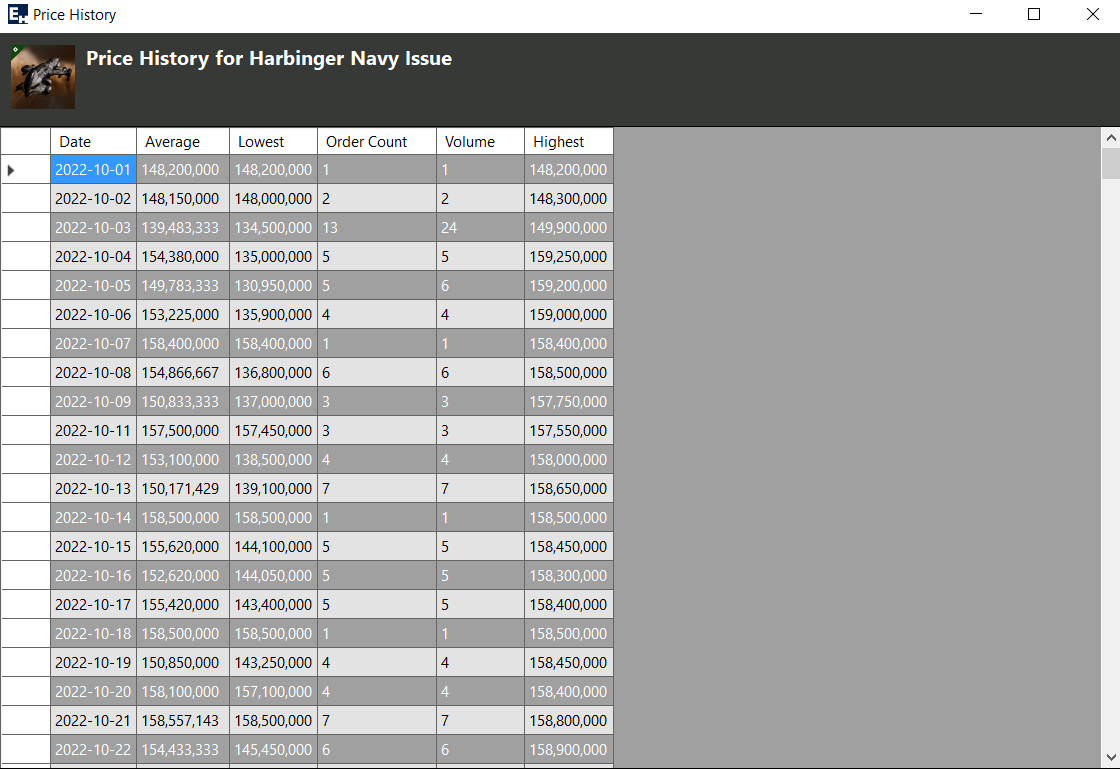 EH Price History
Price History for Harbinger Navy Issue
Date Average Lowest Order Count Volume Highest
2022-10-01 148,200,000 148,200,000 1 1 148,200,000
2022-10-02 148,150,000 148,000,000 2 2 148,300,000
2022-10-03 139,483,333 134,500,000 13 24 149,900,000
2022-10-04 154,380,000 135,000,000 5 5 159,250,000
2022-10-05 149,783,333 130,950,000 5 6 159,200,000
2022-10-06 153,225,000 135,900,000 4 4 159,000,000
2022-10-07 158,400,000 158,400,000 1 1 158,400,000
2022-10-08 154,866,667 136,800,000 6 6 158,500,000
2022-10-09 150,833,333 137,000,000 3 3 157,750,000
2022-10-11 157,500,000 157,450,000 3 3 157,550,000
2022-10-12 153,100,000 138,500,000 4 4 158,000,000
2022-10-13 150,171,429 139,100,000 7 7 158,650,000
2022-10-14 158,500,000 158,500,000 1 1 158,500,000
2022-10-15 155,620,000 144,100,000 5 5 158,450,000
2022-10-16 152,620,000 144,050,000 5 5 158,300,000
2022-10-17 155,420,000 143,400,000 5 5 158,400,000
2022-10-18 158,500,000 158,500,000 1 1 158,500,000
2022-10-19 150,850,000 143,250,000 4 4 158,450,000
2022-10-20 158,100,000 157,100,000 4 4 158,400,000
2022-10-21 158,557,143 158,500,000 7 7 158,800,000
2022-10-22 154,433,333 145,450,000 6 6 158,900,000